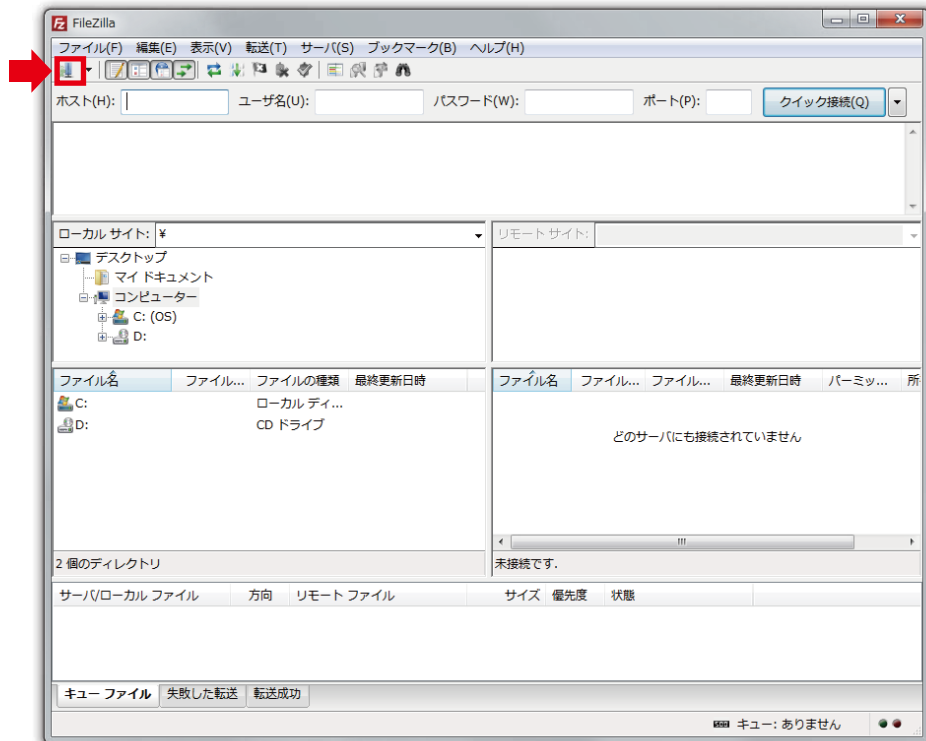 FileZilla
ファイル(F) 編集(E) 表示(V) 転送(T) サーバ(S) ブックマーク(B) ヘルプ(H)
ホスト(H): ユーザ名(U): パスワード(W): ポート(P): クイック接続(Q)
ローカル サイト: ¥
リモート サイト:
デスクトップ
マイ ドキュメント
コンピューター
C: (OS)
D:
ファイル名 ファイル... ファイルの種類 最終更新日時
C: ローカル ディ...
D: CD ドライブ
2 個のディレクトリ
ファイル名 ファイル... ファイル... 最終更新日時 パーミッ... 所
どのサーバにも接続されていません
未接続です.
サーバ/ローカル ファイル 方向 リモート ファイル サイズ 優先度 状態
キュー ファイル 失敗した転送 転送成功
キュー: ありません